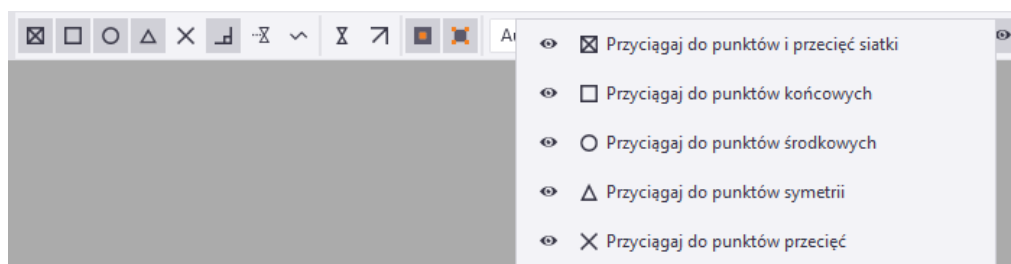 Przyciągaj do punktów i przecięć siatki
Przyciągaj do punktów końcowych
Przyciągaj do punktów środkowych
Przyciągaj do punktów symetrii
Przyciągaj do punktów przecięć